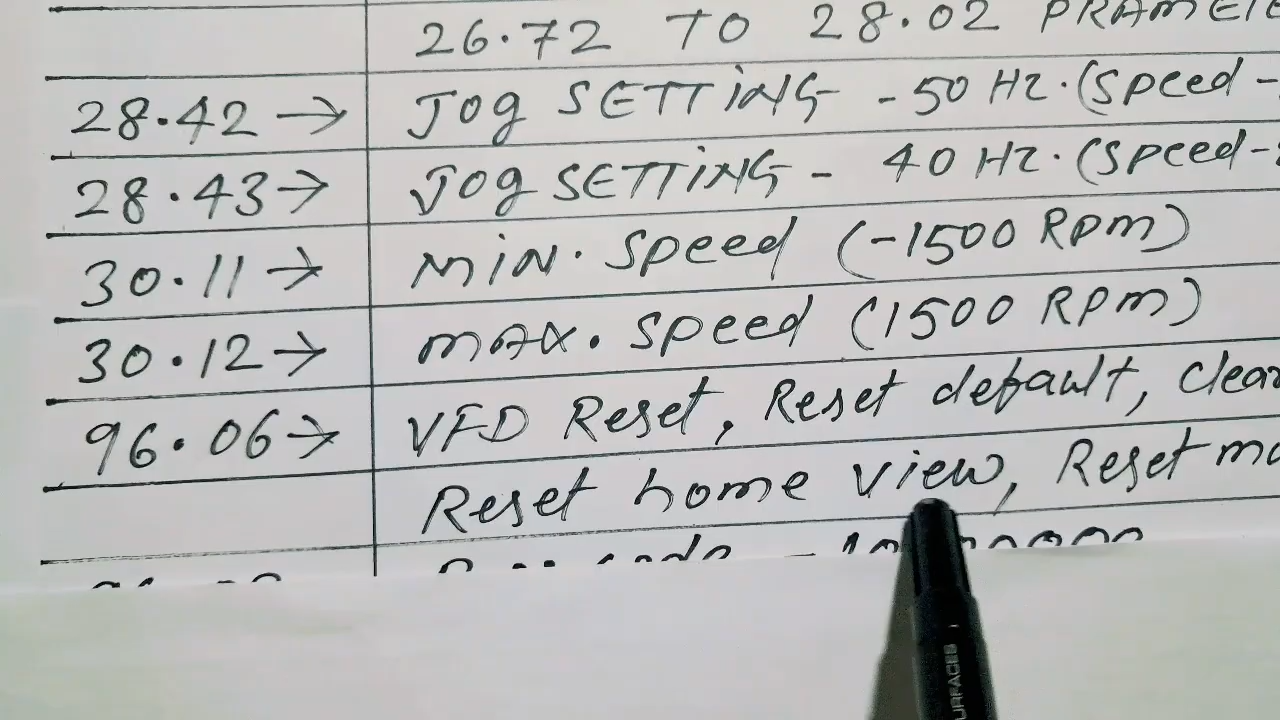 26.72 TO 28.02
28.42 → Jog SETTiNG - 50 Hz. (Speed -
28.43 → Jog SETTiNG - 40 Hz. (Speed -
30.11 → MiN. Speed (-1500 RPm)
30.12 → mAX. Speed (1500 RPm)
96.06 → VFD Reset, Reset default, Clear
Reset home view, Reset